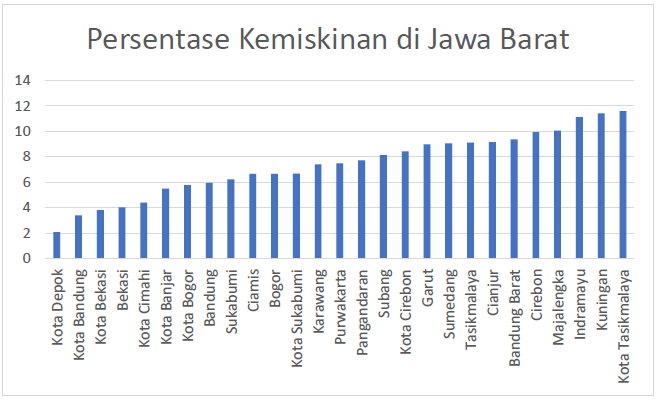 Persentase Kemiskinan di Jawa Barat
14
12
10
8
6
4
2
0
Kota Depok
Kota Bandung
Kota Bekasi
Bekasi
Kota Cimahi
Kota Banjar
Kota Bogor
Bandung
Sukabumi
Ciamis
Bogor
Kota Sukabumi
Karawang
Purwakarta
Pangandaran
Subang
Kota Cirebon
Garut
Sumedang
Tasikmalaya
Cianjur
Bandung Barat
Cirebon
Majalengka
Indramayu
Kuningan
Kota Tasikmalaya